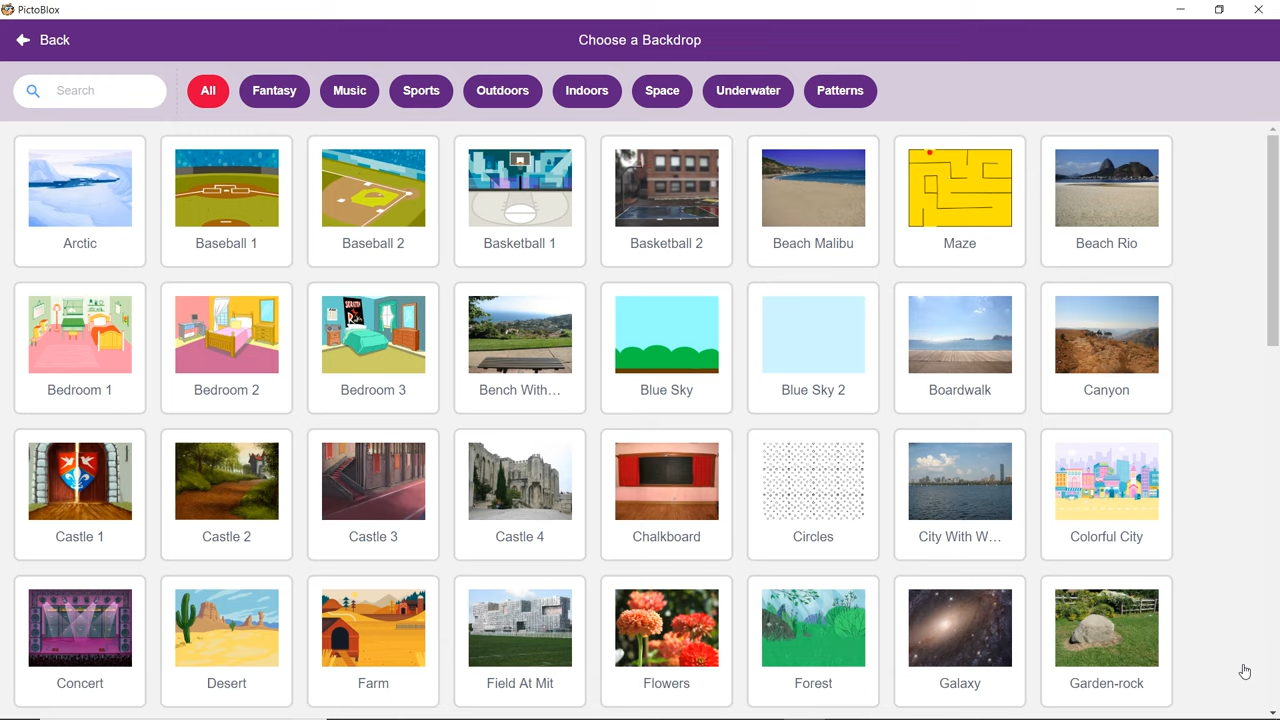 PictoBlox
Back
Choose a Backdrop
Search
All
Fantasy
Music
Sports
Outdoors
Indoors
Space
Underwater
Patterns
Arctic
Baseball 1
Baseball 2
Basketball 1
Basketball 2
Beach Malibu
Maze
Beach Rio
Bedroom 1
Bedroom 2
Bedroom 3
Bench With...
Blue Sky
Blue Sky 2
Boardwalk
Canyon
Castle 1
Castle 2
Castle 3
Castle 4
Chalkboard
Circles
City With W...
Colorful City
Concert
Desert
Farm
Field At Mit
Flowers
Forest
Galaxy
Garden-rock